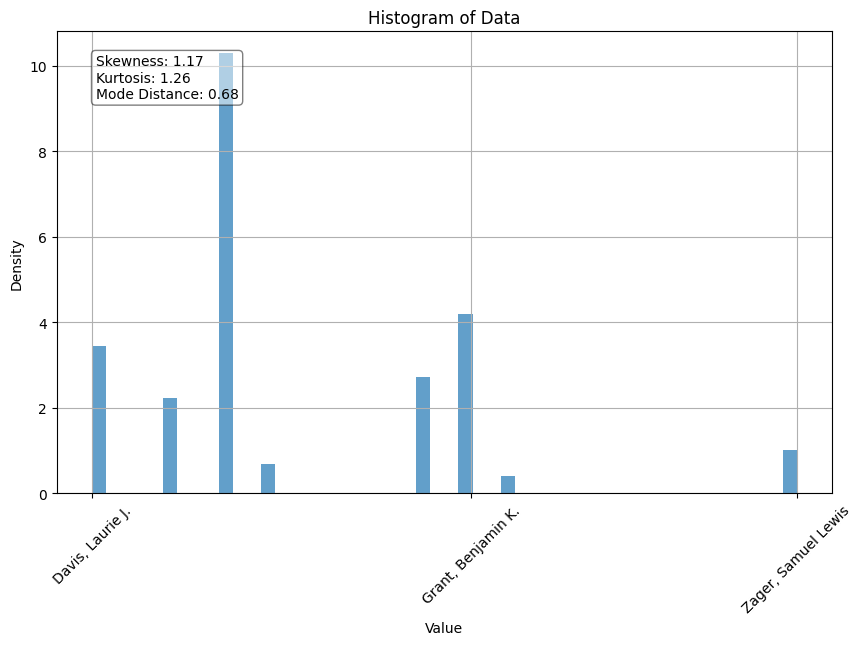 Histogram of Data
Skewness: 1.17
Kurtosis: 1.26
Mode Distance: 0.68
10
8
6
4
2
0
Density
Davis, Laurie J.
Grant, Benjamin K.
Zager, Samuel Lewis
Value